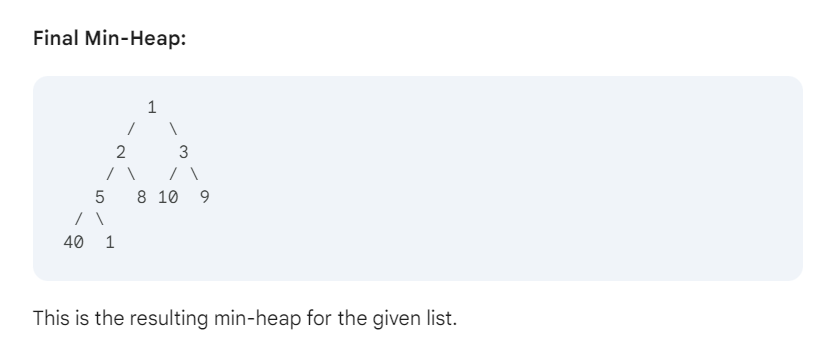 Final Min-Heap:
1
/ \
2 3
/ \ / \
5 8 10 9
/ \
40 1
This is the resulting min-heap for the given list.